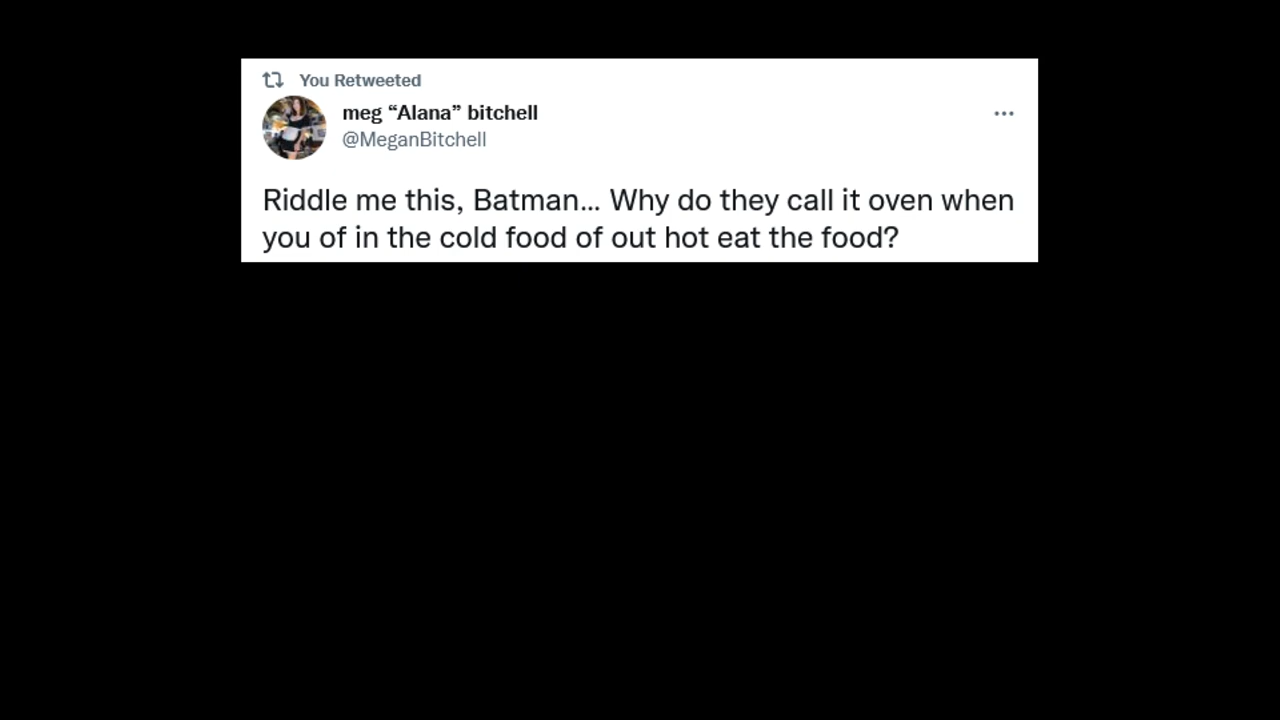 You Retweeted
meg “Alana” bitchell
@MeganBitchell
Riddle me this, Batman... Why do they call it oven when
you of in the cold food of out hot eat the food?